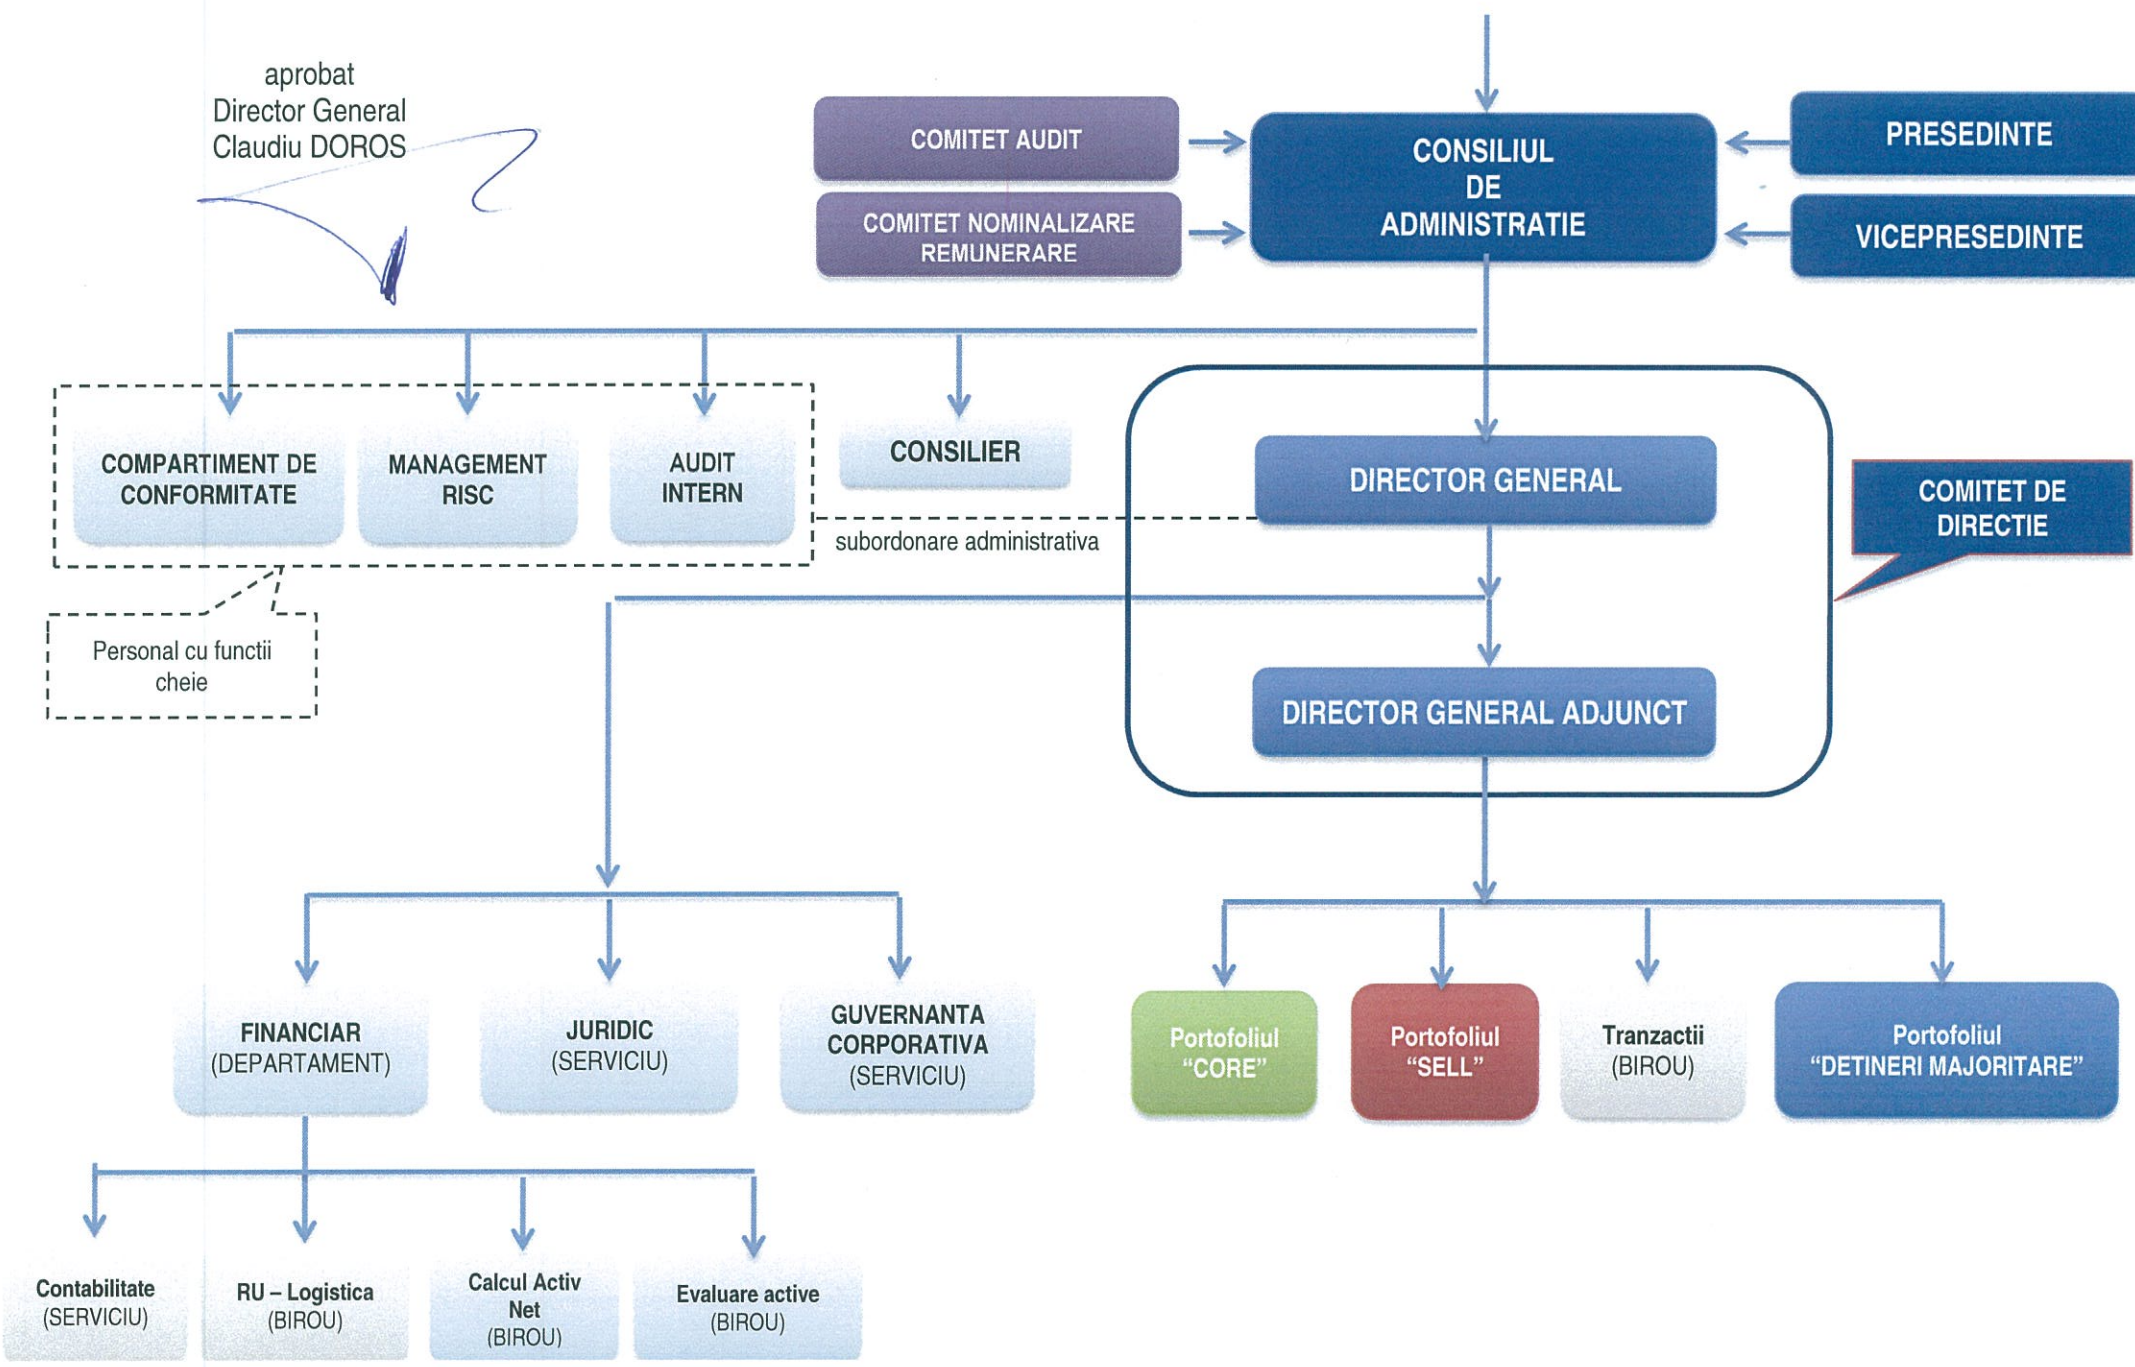 aprobat
Director General
Claudiu DOROS
COMITET AUDIT
COMITET NOMINALIZARE
REMUNERARE
CONSILIUL
DE
ADMINISTRATIE
PRESEDINTE
VICEPRESEDINTE
COMPARTIMENT DE
CONFORMITATE
MANAGEMENT
RISC
AUDIT
INTERN
CONSILIER
DIRECTOR GENERAL
COMITET DE
DIRECTIE
subordonare administrativa
Personal cu functii
cheie
DIRECTOR GENERAL ADJUNCT
FINANCIAR
(DEPARTAMENT)
JURIDIC
(SERVICIU)
GUVERNANTA
CORPORATIVA
(SERVICIU)
Portofoliul
“CORE”
Portofoliul
“SELL”
Tranzactii
(BIROU)
Portofoliul
“DETINERI MAJORITARE”
Contabilitate
(SERVICIU)
RU – Logistica
(BIROU)
Calcul Activ
Net
(BIROU)
Evaluare active
(BIROU)